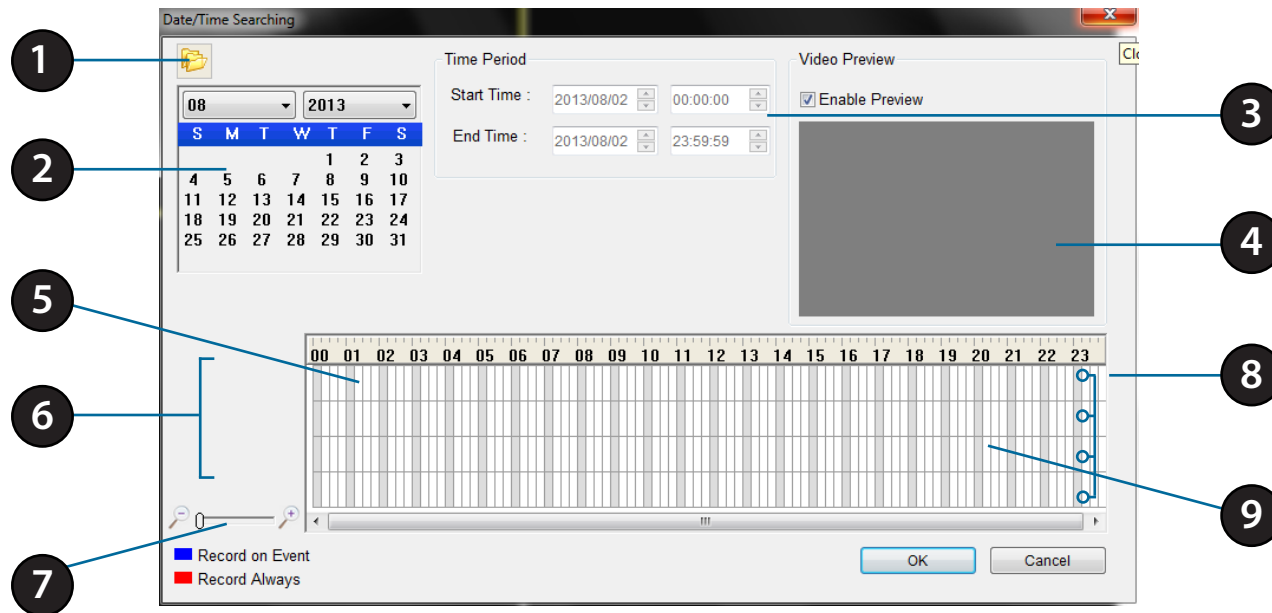 Date/Time Searching
X
Clo
1
Time Period
Video Preview
08 2013
Start Time : 2013/08/02 00:00:00
Enable Preview
3
S M T W T F S
End Time : 2013/08/02 23:59:59
2
1 2 3
4 5 6 7 8 9 10
11 12 13 14 15 16 17
18 19 20 21 22 23 24
25 26 27 28 29 30 31
4
5
00 01 02 03 04 05 06 07 08 09 10 11 12 13 14 15 16 17 18 19 20 21 22 23
8
6
9
7
Record on Event
Record Always
OK
Cancel